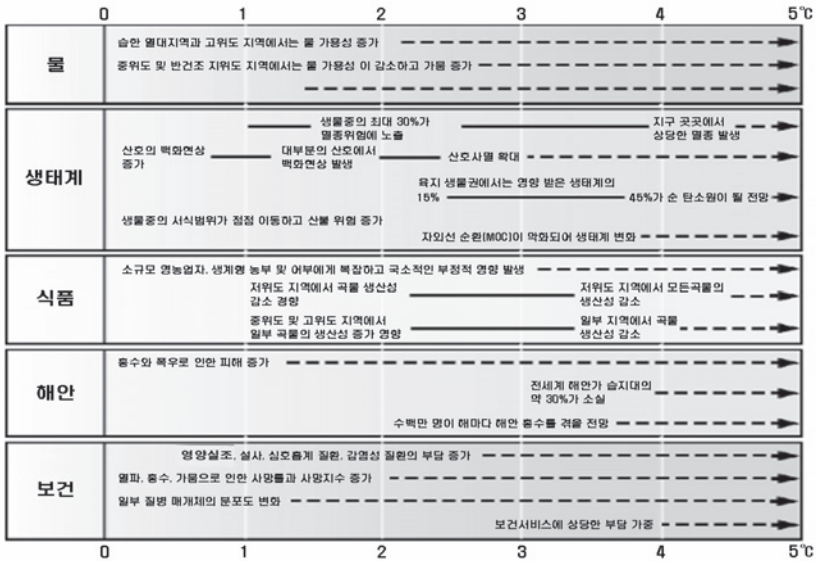 0 1 2 3 4 5℃
물
습한 열대지역과 고위도 지역에서는 물 가용성 증가
중위도 및 반건조 지위도 지역에서는 물 가용성 이 감소하고 가뭄 증가
생태계
생물중의 최대 30%가
멸종위험에 노출
지구 곳곳에서
상당한 멸종 발생
산호의 백화현상
증가
대부분의 산호에서
백화현상 발생
산호사멸 확대
육지 생물권에서는 영향 받은 생태계의
15%
45%가 순 탄소원이 될 전망
생물중의 서식범위가 점점 이동하고 산불 위험 증가
자외선 순환(MOC)이 약화되어 생태계 변화
식품
소규모 영농업자, 생계형 농부 및 어부에게 복잡하고 국소적인 부정적 영향 발생
저위도 지역에서 곡물 생산성
감소 경향
저위도 지역에서 모든곡물의
생산성 감소
중위도 및 고위도 지역에서
일부 곡물의 생산성 증가 영향
일부 지역에서 곡물
생산성 감소
해안
홍수와 폭우로 인한 피해 증가
전세계 해안가 습지대의
약 30%가 소실
수백만 명이 해마다 해안 홍수를 겪을 전망
보건
영양실조, 설사, 심호흡계 질환, 감염성 질환의 부담 증가
열파, 홍수, 가뭄으로 인한 사망률과 사망지수 증가
일부 질병 매개체의 분포도 변화
보건서비스에 상당한 부담 가중
0 1 2 3 4 5℃